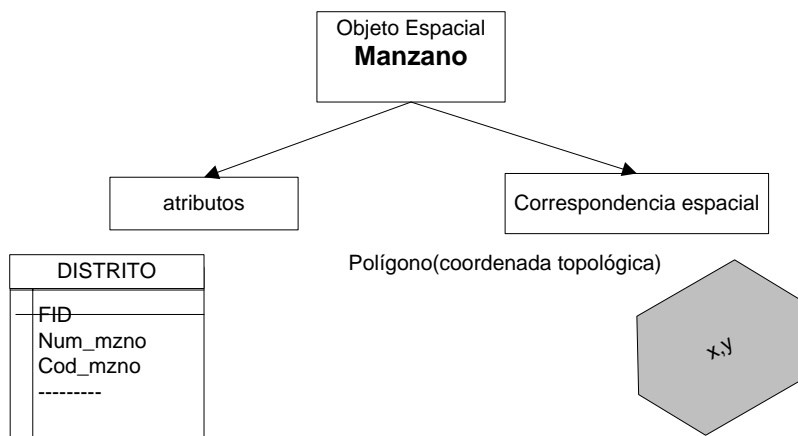 Objeto Espacial
Manzano
atributos
Correspondencia espacial
DISTRITO
FID
Num_mzno
Cod_mzno
---------
Polígono(coordenada topológica)
x,y